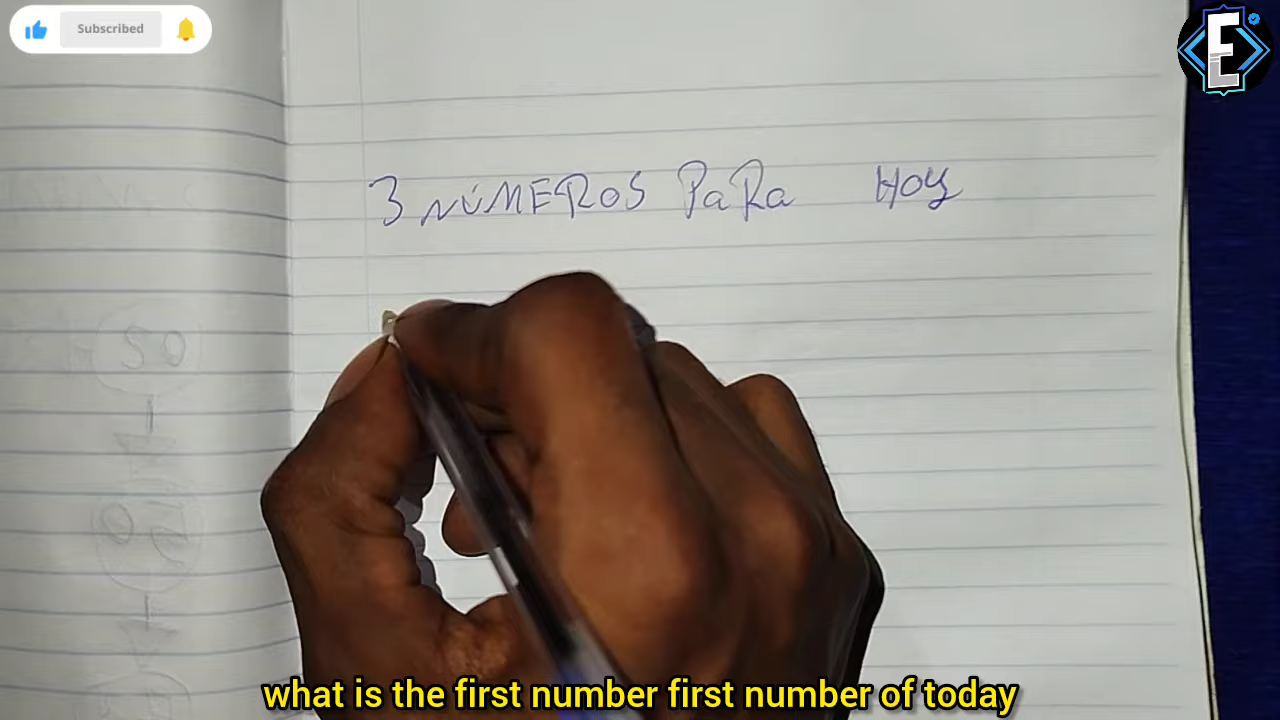 Subscribed
E
3 NÚMEROS PaRa HOY
what is the first number first number of today